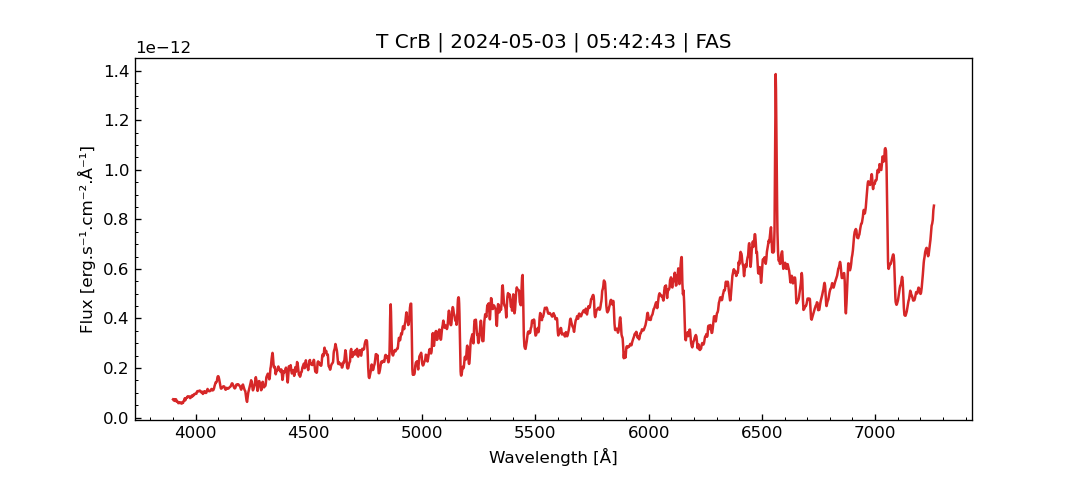 T CrB | 2024-05-03 | 05:42:43 | FAS
1e−12
1.4
1.2
1.0
0.8
0.6
0.4
0.2
0.0
Flux [erg.s⁻¹.cm⁻².Å⁻¹]
4000 4500 5000 5500 6000 6500 7000
Wavelength [Å]